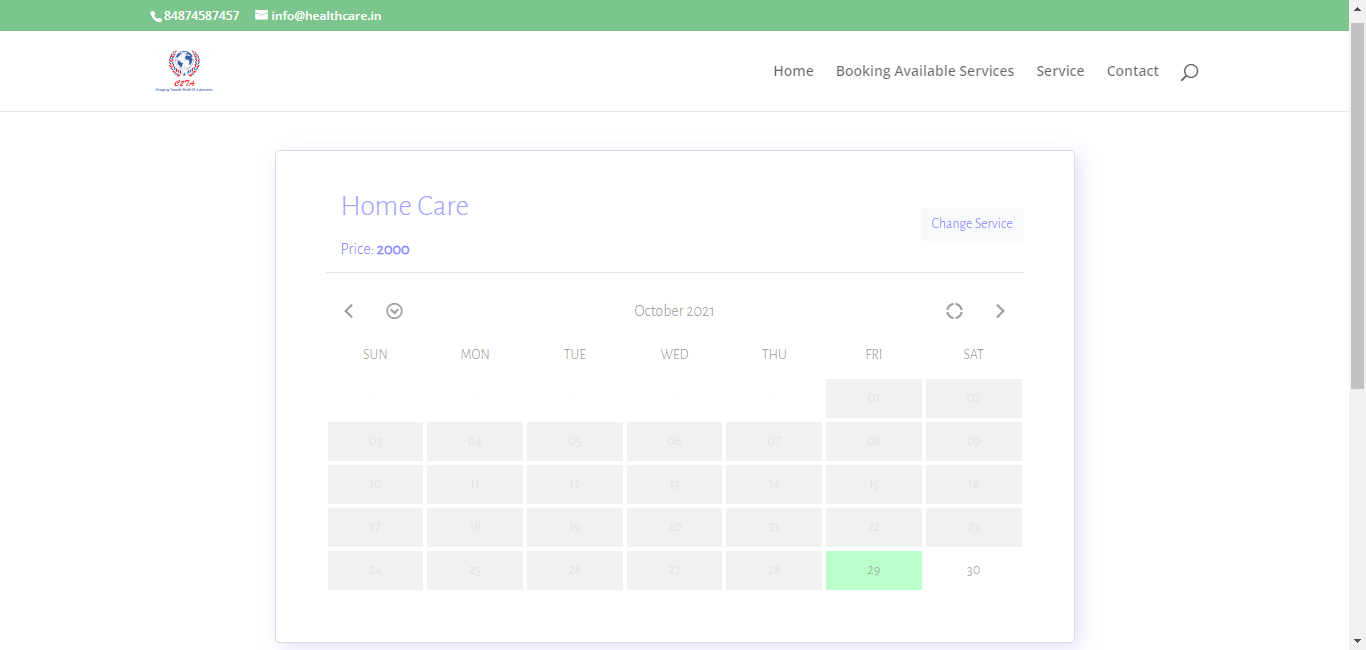 84874587457 info@healthcare.in
CETA
Changing Towards World Of Automation
Home Booking Available Services Service Contact
Home Care
Change Service
Price: 2000
October 2021
SUN MON TUE WED THU FRI SAT
01 02
03 04 05 06 07 08 09
10 11 12 13 14 15 16
17 18 19 20 21 22 23
24 25 26 27 28 29 30